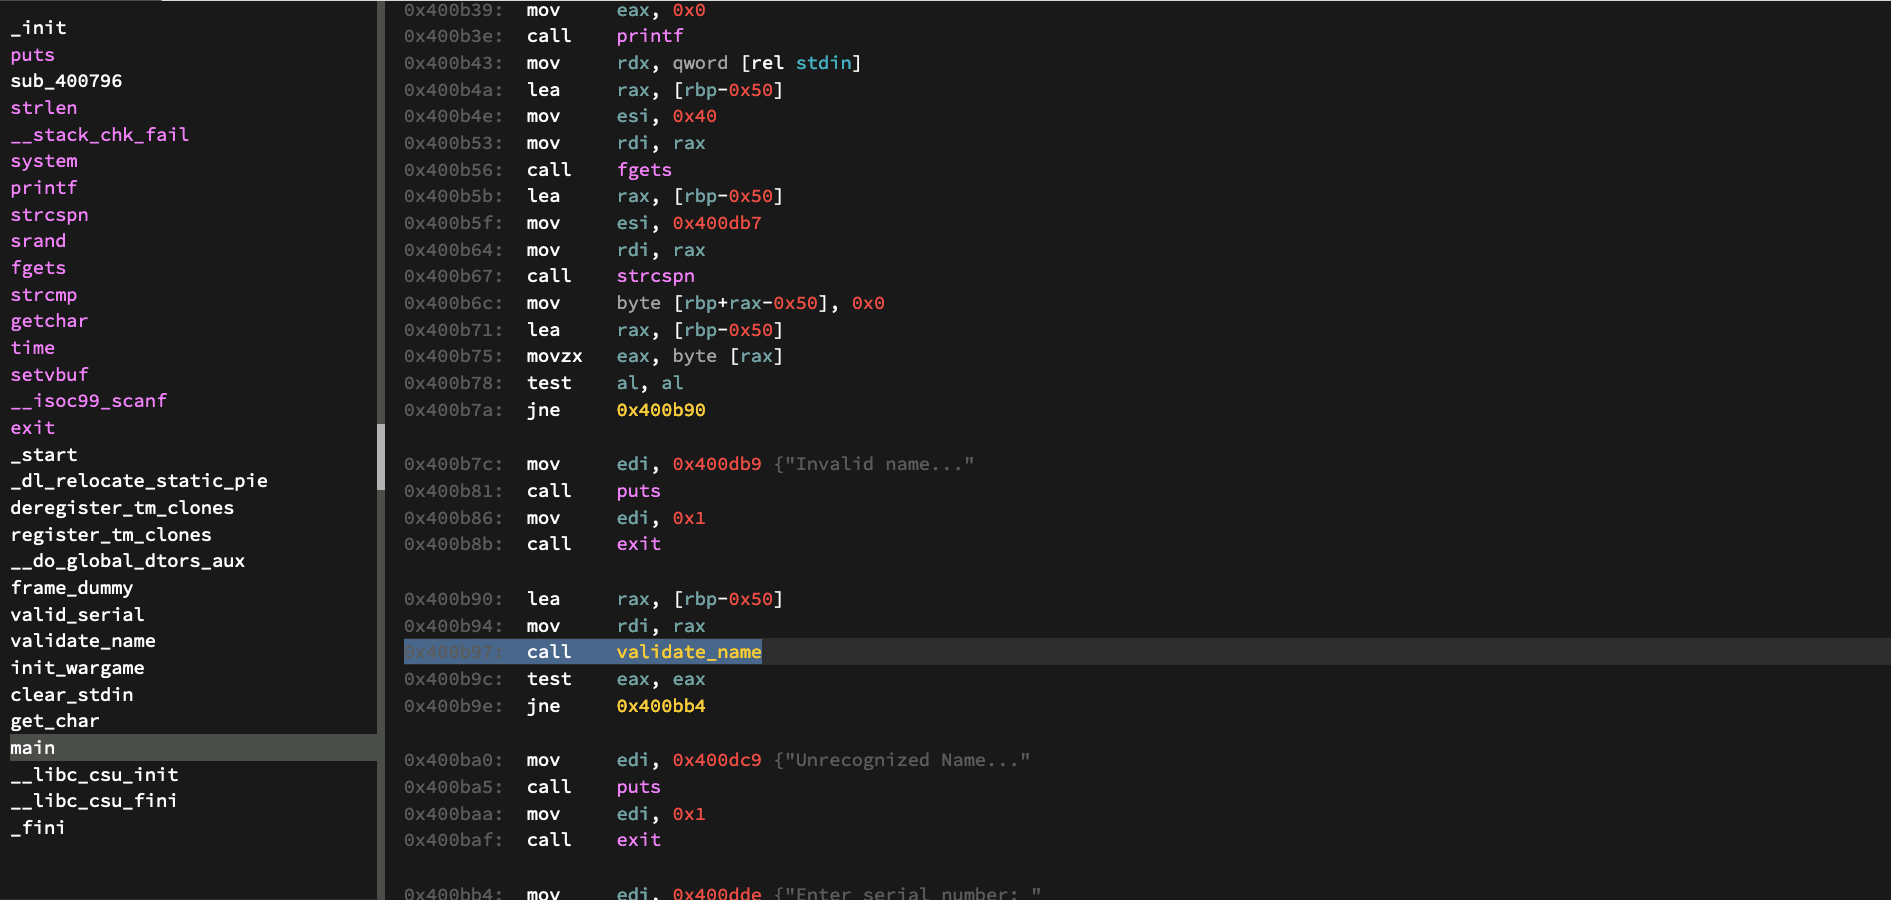 _init
puts
sub_400796
strlen
__stack_chk_fail
system
printf
strcspn
srand
fgets
strcmp
getchar
time
setvbuf
__isoc99_scanf
exit
_start
_dl_relocate_static_pie
deregister_tm_clones
register_tm_clones
__do_global_dtors_aux
frame_dummy
valid_serial
validate_name
init_wargame
clear_stdin
get_char
main
__libc_csu_init
__libc_csu_fini
_fini
0x400b39: mov eax, 0x0
0x400b3e: call printf
0x400b43: mov rdx, qword [rel stdin]
0x400b4a: lea rax, [rbp-0x50]
0x400b4e: mov esi, 0x40
0x400b53: mov rdi, rax
0x400b56: call fgets
0x400b5b: lea rax, [rbp-0x50]
0x400b5f: mov esi, 0x400db7
0x400b64: mov rdi, rax
0x400b67: call strcspn
0x400b6c: mov byte [rbp+rax-0x50], 0x0
0x400b71: lea rax, [rbp-0x50]
0x400b75: movzx eax, byte [rax]
0x400b78: test al, al
0x400b7a: jne 0x400b90
0x400b7c: mov edi, 0x400db9 {"Invalid name..."
0x400b81: call puts
0x400b86: mov edi, 0x1
0x400b8b: call exit
0x400b90: lea rax, [rbp-0x50]
0x400b94: mov rdi, rax
0x400b97: call validate_name
0x400b9c: test eax, eax
0x400b9e: jne 0x400bb4
0x400ba0: mov edi, 0x400dc9 {"Unrecognized Name..."
0x400ba5: call puts
0x400baa: mov edi, 0x1
0x400baf: call exit
0x400bb4: mov edi, 0x400dde {"Enter serial number: "